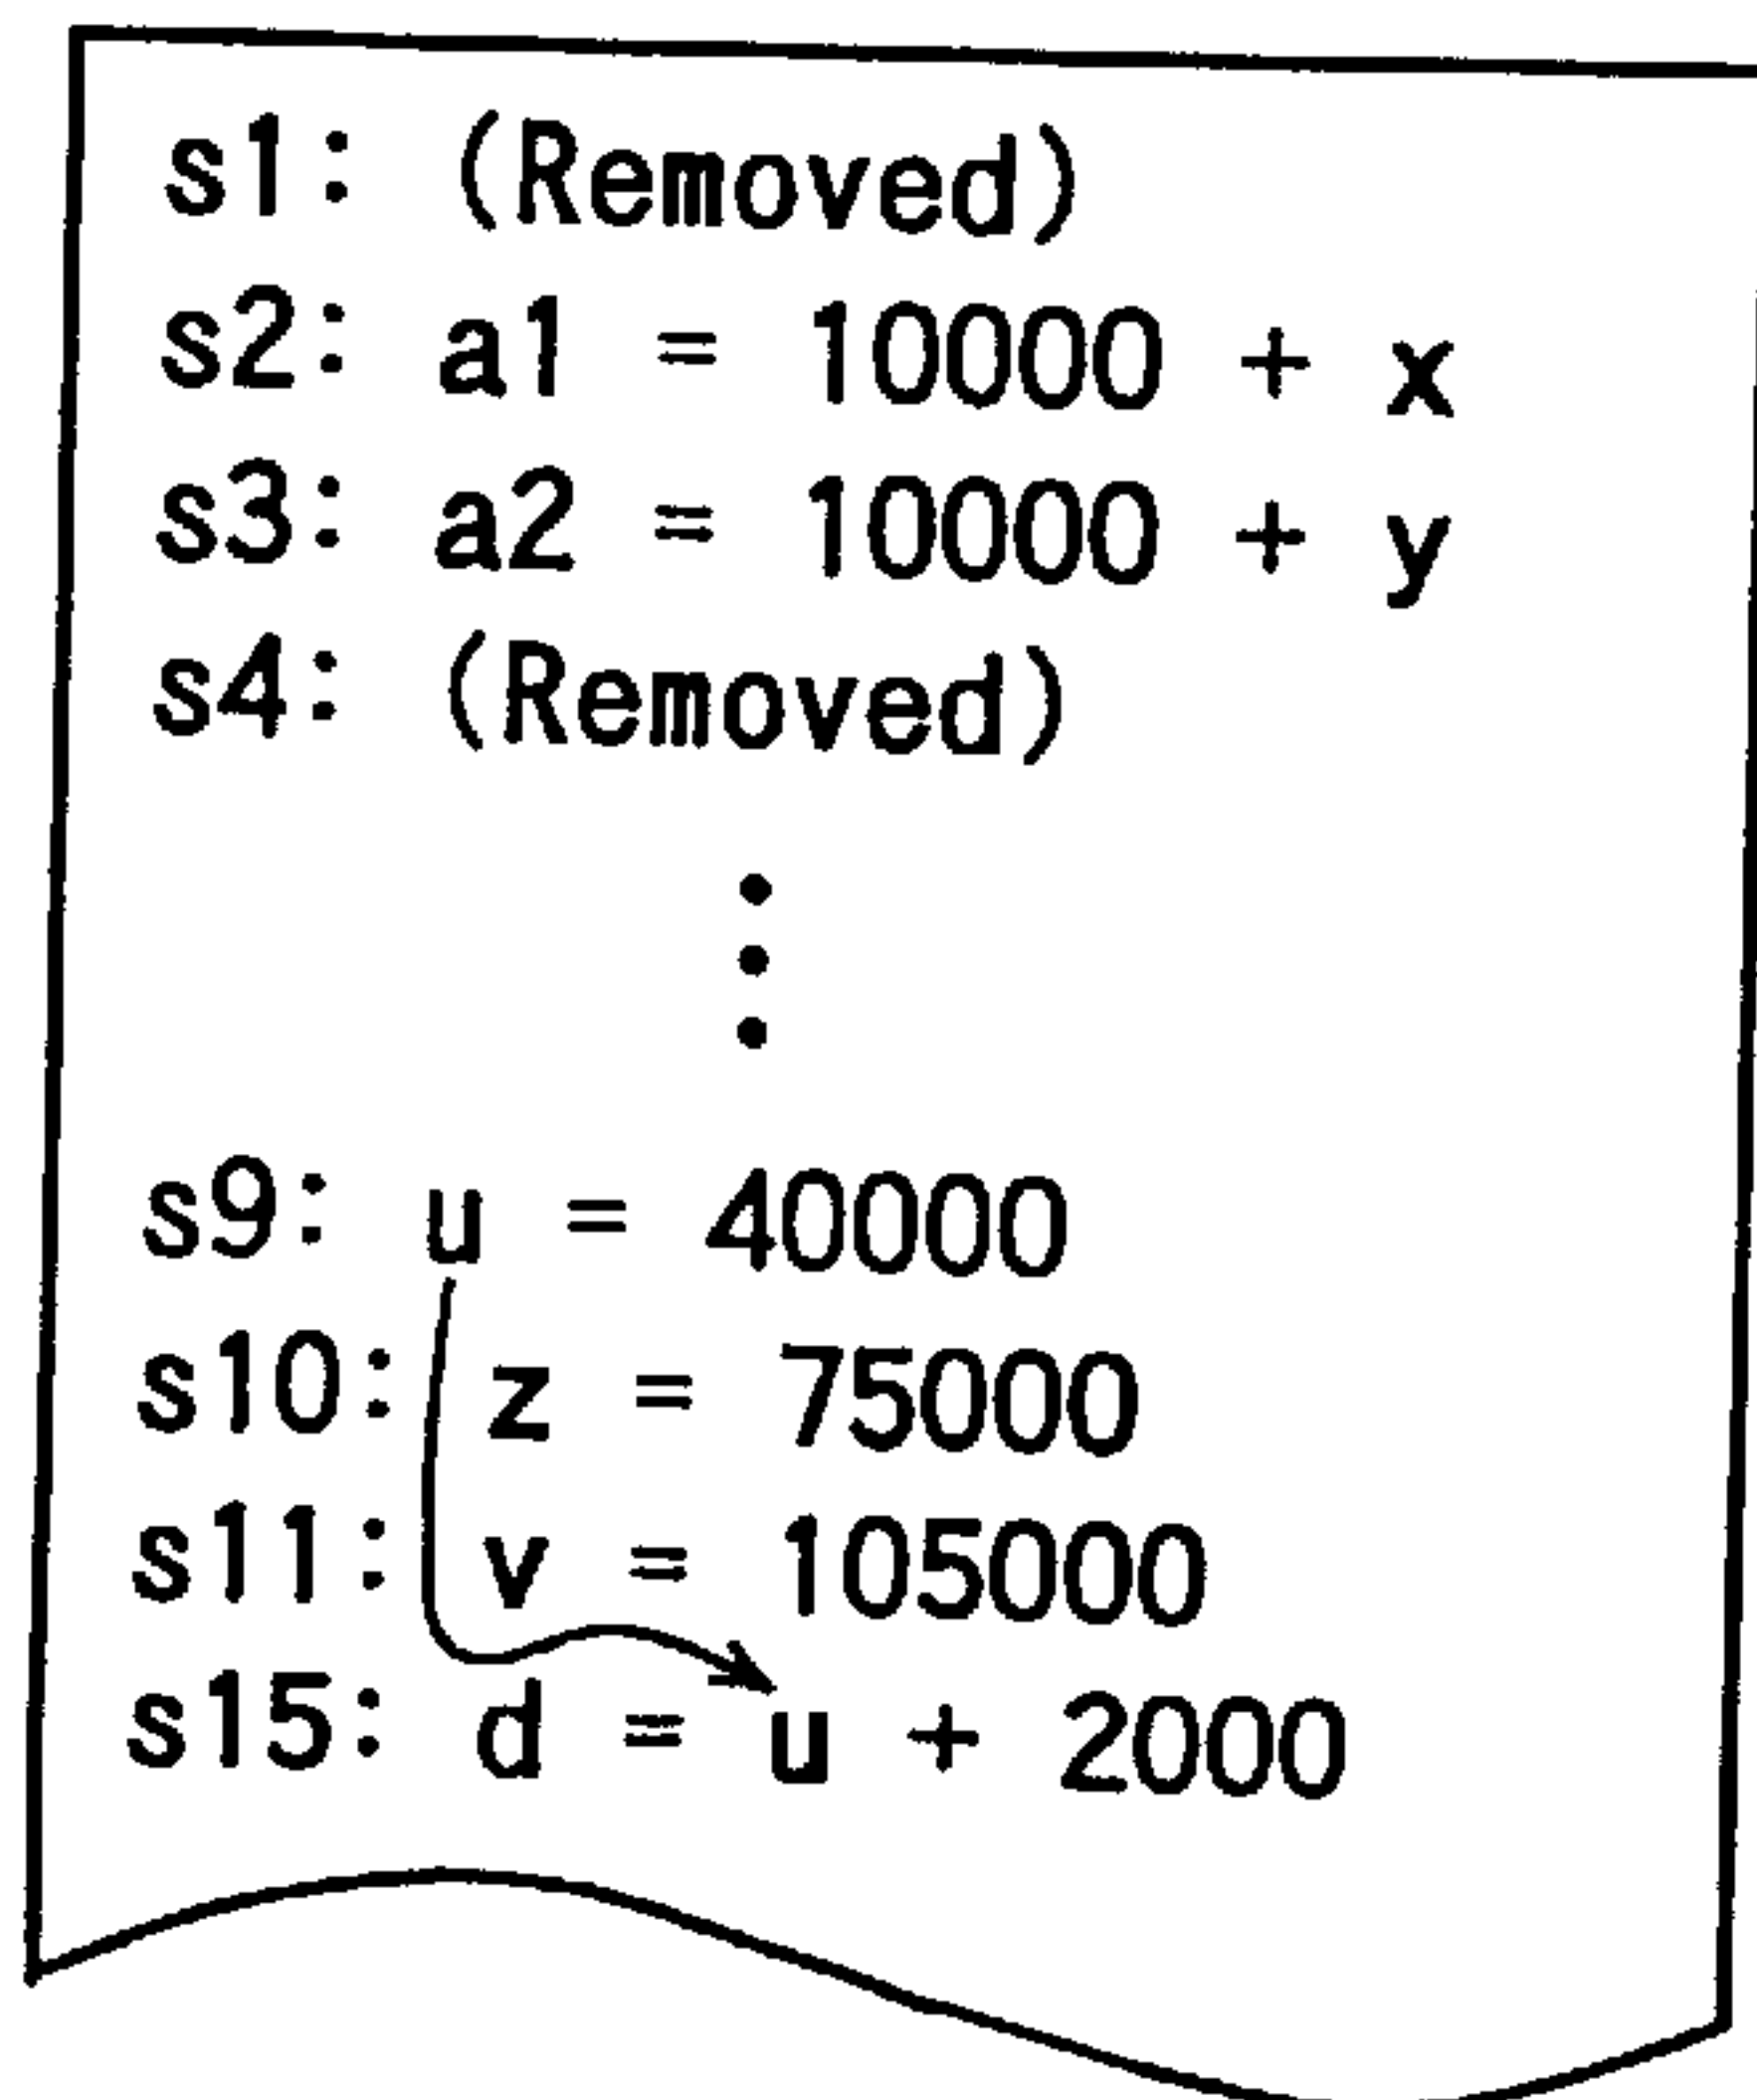 s1: (Removed)
s2: a1 = 10000 + x
s3: a2 = 10000 + y
s4: (Removed)
s9: u = 40000
s10: z = 75000
s11: v = 105000
s15: d = u + 2000